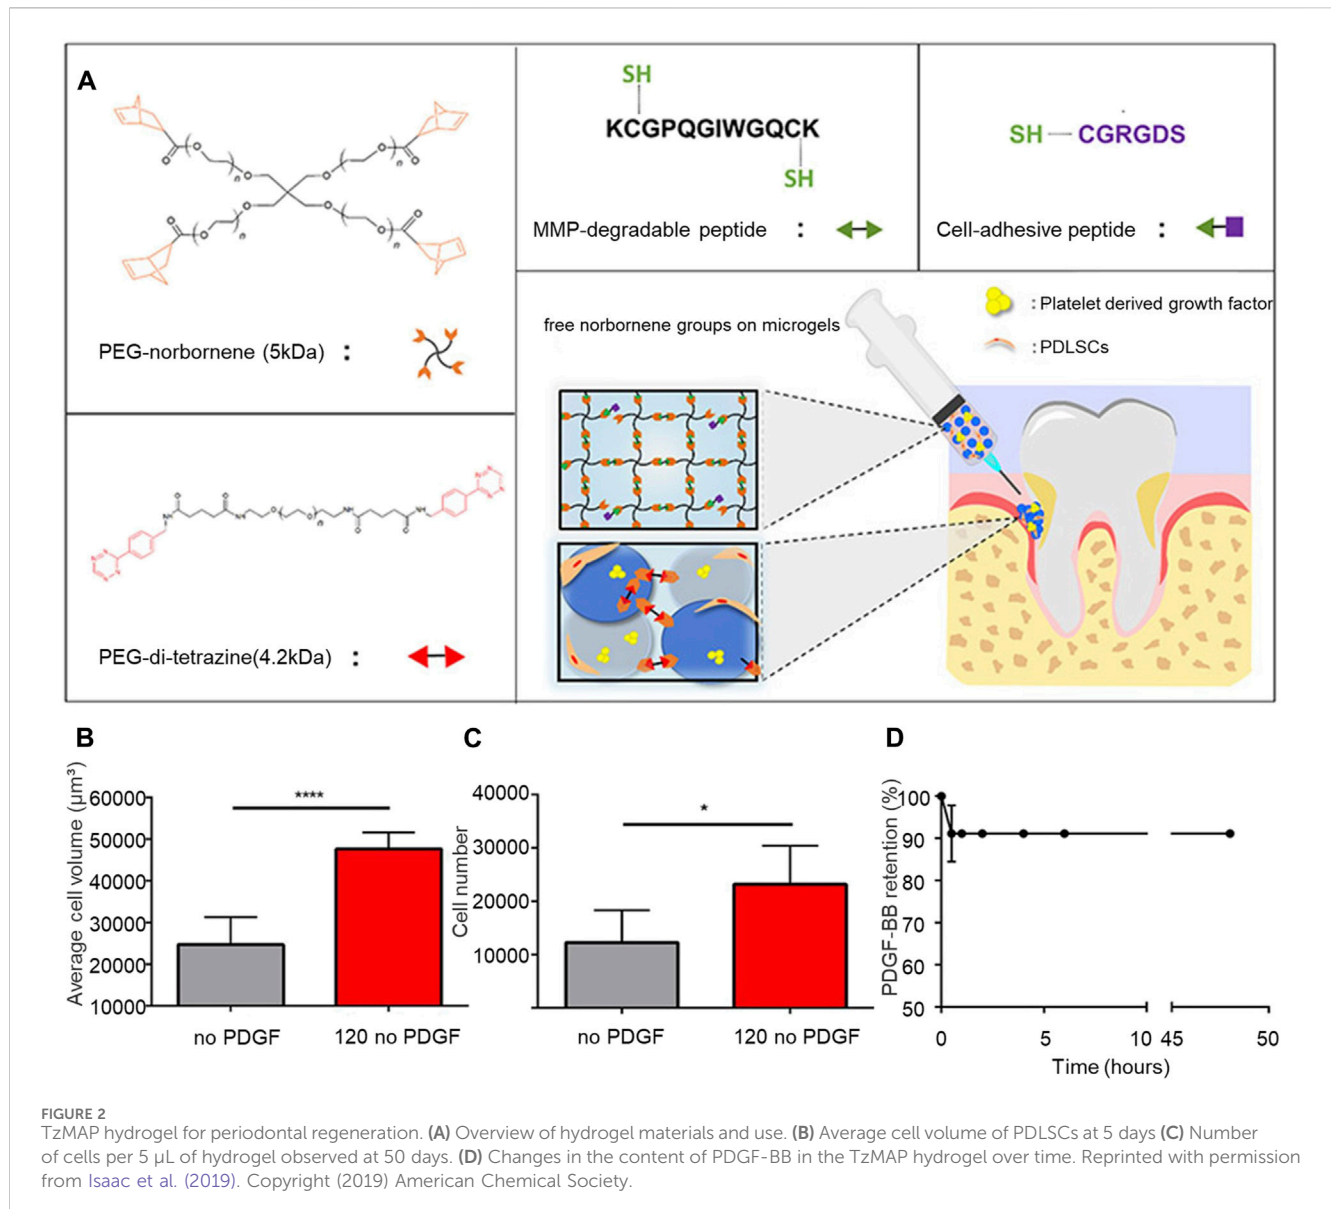 A
PEG-norbornene (5kDa) :
PEG-di-tetrazine(4.2kDa) :
SH
KCGPQGIWGQCK
SH
MMP-degradable peptide :
SH — CGRGDS
Cell-adhesive peptide :
free norbornene groups on microgels
: Platelet derived growth factor
: PDLSCs
B
Average cell volume (µm³)
60000
50000
40000
30000
20000
10000
****
no PDGF
120 no PDGF
C
Cell number
40000
30000
20000
10000
*
no PDGF
120 no PDGF
D
PDGF-BB retention (%)
100
90
80
70
60
50
0 5 10 45 50
Time (hours)
FIGURE 2
TzMAP hydrogel for periodontal regeneration. (A) Overview of hydrogel materials and use. (B) Average cell volume of PDLSCs at 5 days (C) Number
of cells per 5 µL of hydrogel observed at 50 days. (D) Changes in the content of PDGF-BB in the TzMAP hydrogel over time. Reprinted with permission
from Isaac et al. (2019). Copyright (2019) American Chemical Society.